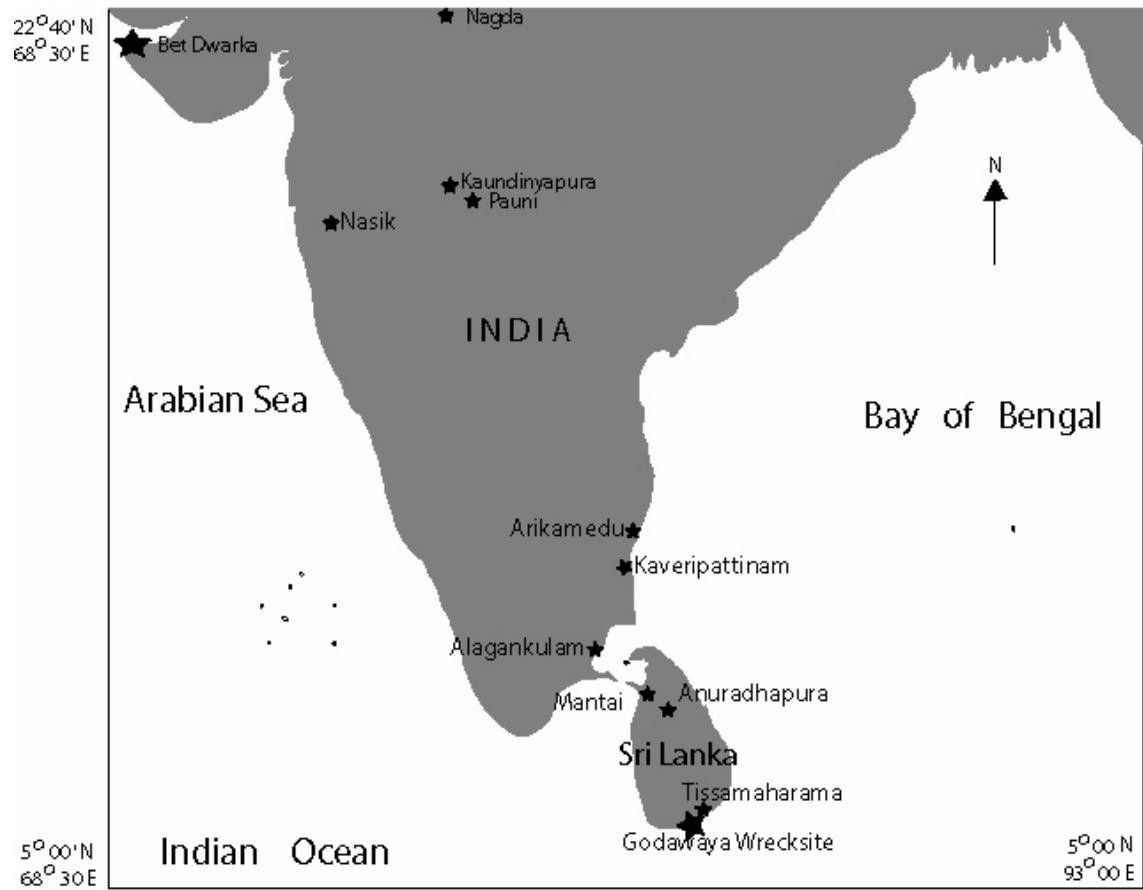 22° 40' N
68° 30' E
Nagda
Bet Dwarka
N
Kaundinyapura
Pauni
Nasik
INDIA
Arabian Sea
Bay of Bengal
Arikamedu
Kaveripattinam
Alagankulam
Mantai
Anuradhapura
Sri Lanka
Tissamaharama
Godawaya Wrecksite
Indian Ocean
5° 00' N
68° 30 E
5° 00 N
93° 00 E